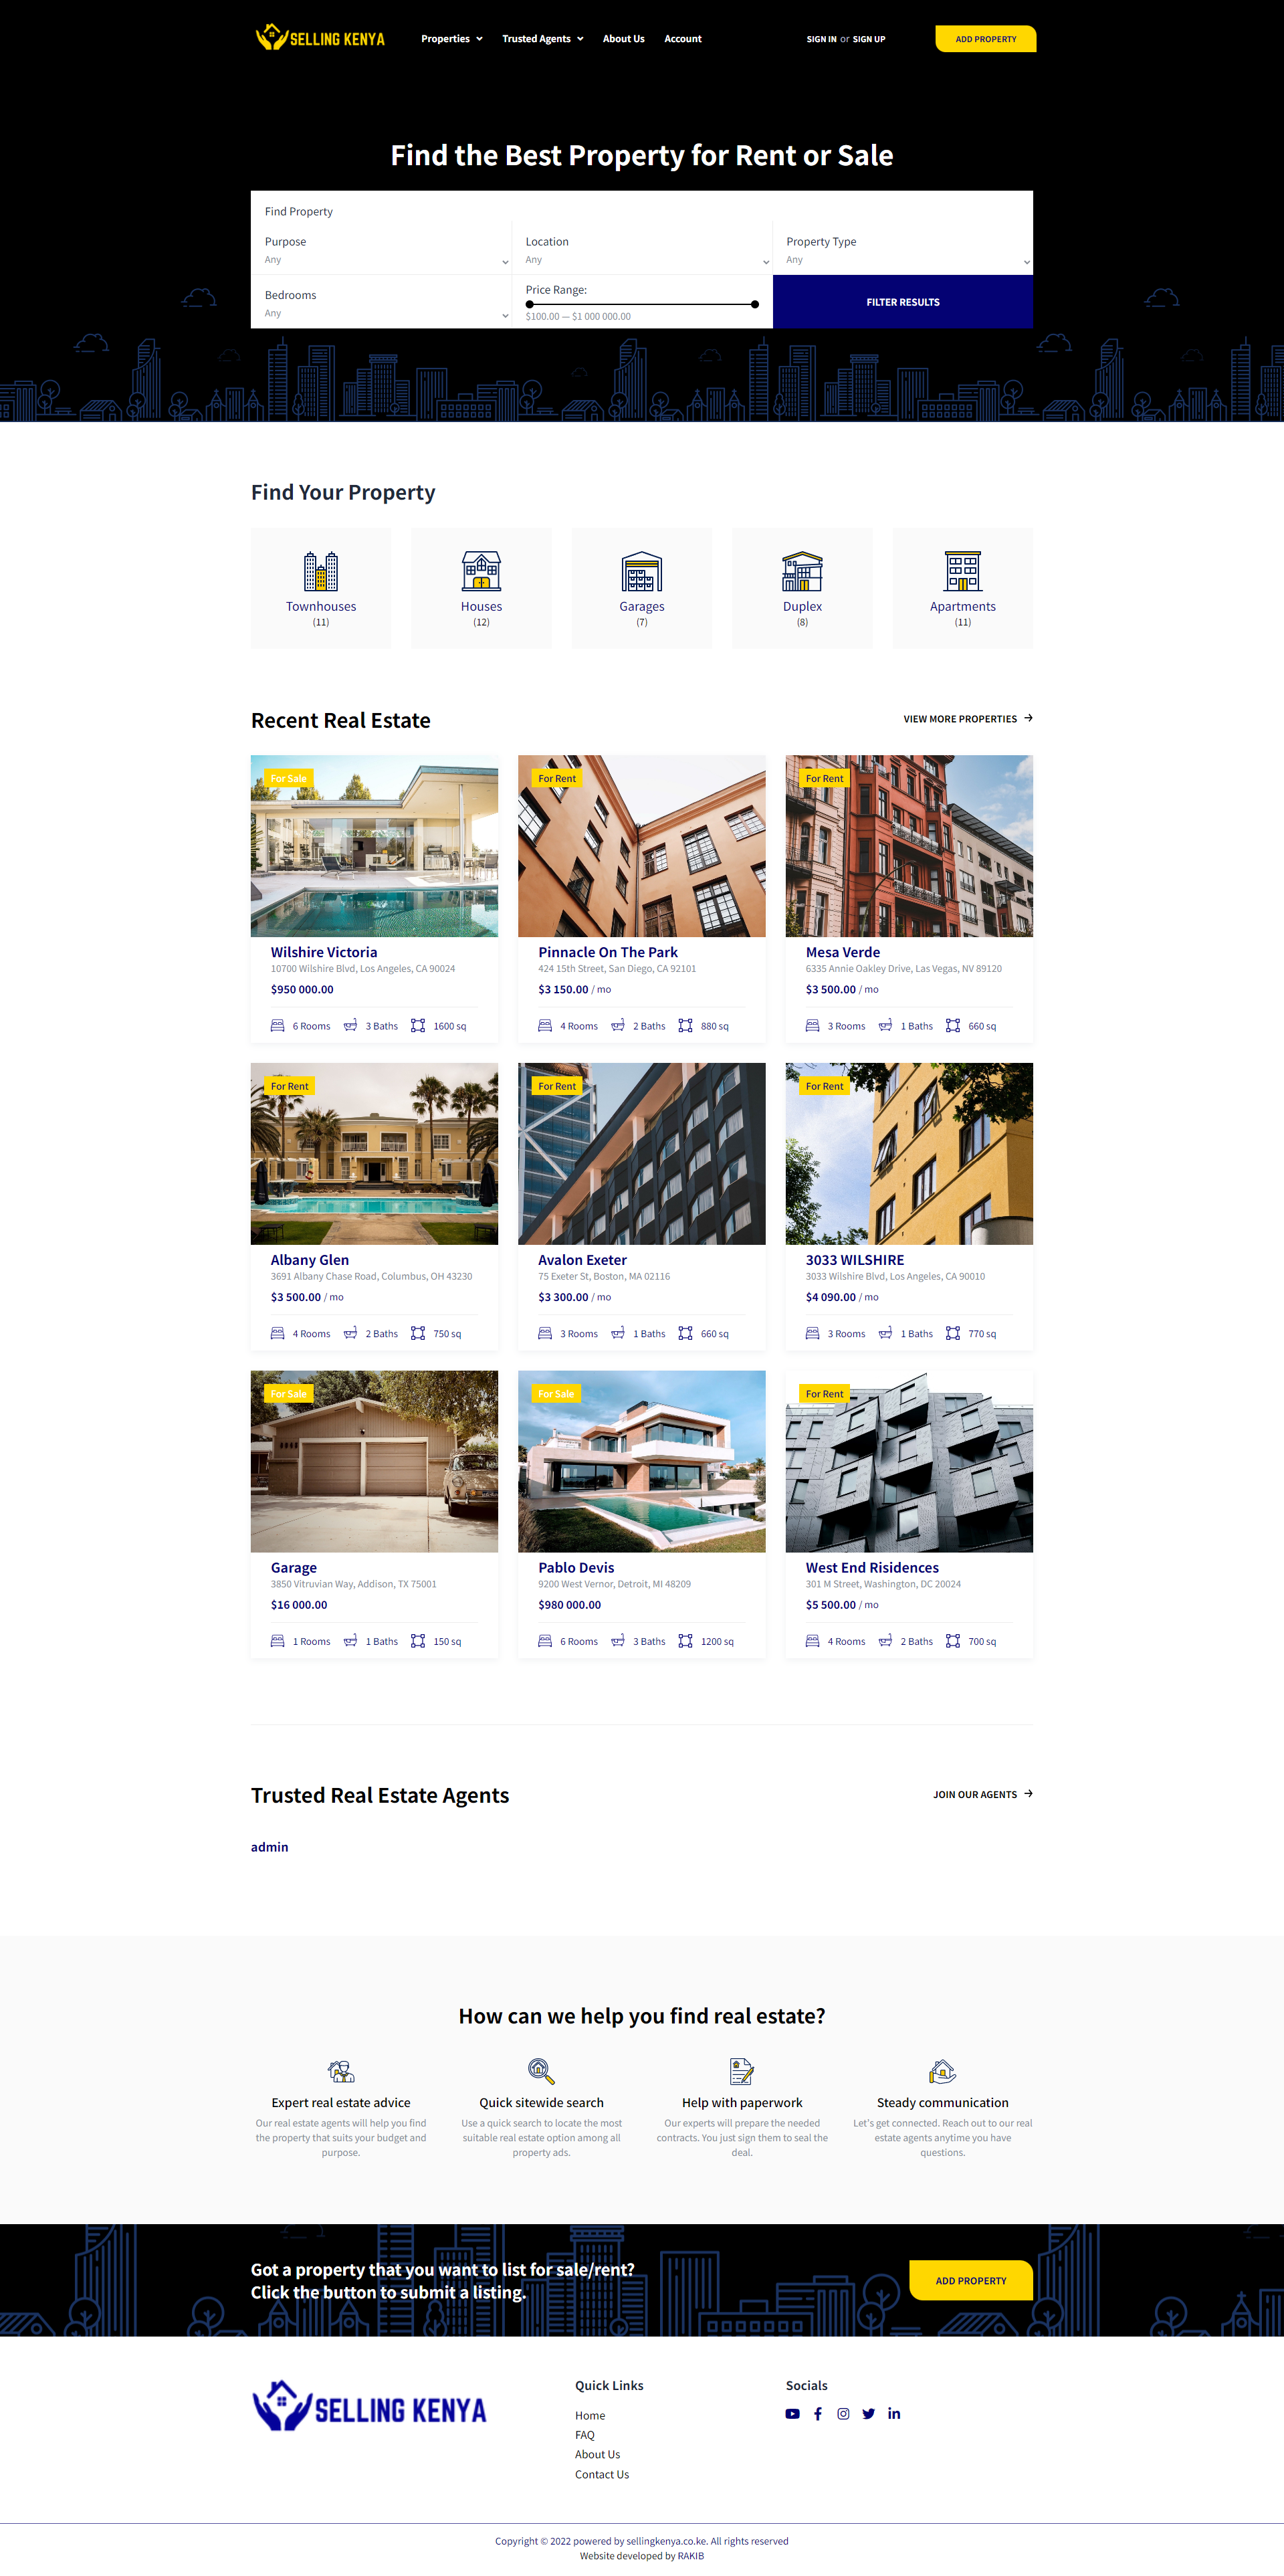 SELLING KENYA
Properties
Trusted Agents
About Us
Account
SIGN IN or SIGN UP
ADD PROPERTY
Find the Best Property for Rent or Sale
Find Property
Purpose
Any
Location
Any
Property Type
Any
Bedrooms
Any
Price Range:
$100.00 — $1 000 000.00
FILTER RESULTS
Find Your Property
Townhouses
(11)
Houses
(12)
Garages
(7)
Duplex
(8)
Apartments
(11)
Recent Real Estate
VIEW MORE PROPERTIES
For Sale
Wilshire Victoria
10700 Wilshire Blvd, Los Angeles, CA 90024
$950 000.00
6 Rooms 3 Baths 1600 sq
For Rent
Pinnacle On The Park
424 15th Street, San Diego, CA 92101
$3 150.00 / mo
4 Rooms 2 Baths 880 sq
For Rent
Mesa Verde
6335 Annie Oakley Drive, Las Vegas, NV 89120
$3 500.00 / mo
3 Rooms 1 Baths 660 sq
For Rent
Albany Glen
3691 Albany Chase Road, Columbus, OH 43230
$3 500.00 / mo
4 Rooms 2 Baths 750 sq
For Rent
Avalon Exeter
75 Exeter St, Boston, MA 02116
$3 300.00 / mo
3 Rooms 1 Baths 660 sq
For Rent
3033 WILSHIRE
3033 Wilshire Blvd, Los Angeles, CA 90010
$4 090.00 / mo
3 Rooms 1 Baths 770 sq
For Sale
Garage
3850 Vitruvian Way, Addison, TX 75001
$16 000.00
1 Rooms 1 Baths 150 sq
For Sale
Pablo Devis
9200 West Vernor, Detroit, MI 48209
$980 000.00
6 Rooms 3 Baths 1200 sq
For Rent
West End Risidences
301 M Street, Washington, DC 20024
$5 500.00 / mo
4 Rooms 2 Baths 700 sq
Trusted Real Estate Agents
JOIN OUR AGENTS
admin
How can we help you find real estate?
Expert real estate advice
Our real estate agents will help you find
the property that suits your budget and
purpose.
Quick sitewide search
Use a quick search to locate the most
suitable real estate option among all
property ads.
Help with paperwork
Our experts will prepare the needed
contracts. You just sign them to seal the
deal.
Steady communication
Let's get connected. Reach out to our real
estate agents anytime you have
questions.
Got a property that you want to list for sale/rent?
Click the button to submit a listing.
ADD PROPERTY
SELLING KENYA
Quick Links
Home
FAQ
About Us
Contact Us
Socials
Copyright © 2022 powered by sellingkenya.co.ke. All rights reserved
Website developed by RAKIB